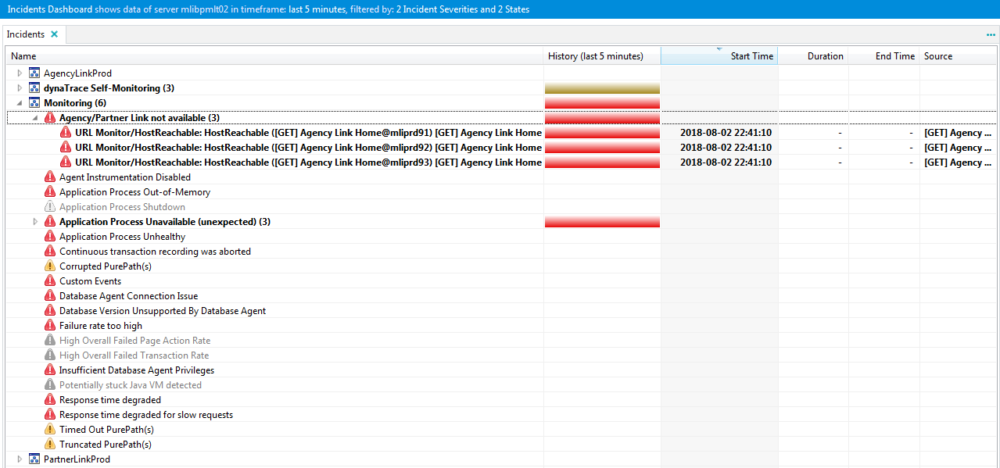 Incidents Dashboard shows data of server mlibpmlt02 in timeframe: last 5 minutes, filtered by: 2 Incident Severities and 2 States
Incidents
Name History (last 5 minutes) Start Time Duration End Time Source
AgencyLinkProd
dynaTrace Self-Monitoring (3)
Monitoring (6)
Agency/Partner Link not available (3)
URL Monitor/HostReachable: HostReachable ([GET] Agency Link Home@mliprd91) [GET] Agency Link Home 2018-08-02 22:41:10 - - [GET] Agency ...
URL Monitor/HostReachable: HostReachable ([GET] Agency Link Home@mliprd92) [GET] Agency Link Home 2018-08-02 22:41:10 - - [GET] Agency ...
URL Monitor/HostReachable: HostReachable ([GET] Agency Link Home@mliprd93) [GET] Agency Link Home 2018-08-02 22:41:10 - - [GET] Agency ...
Agent Instrumentation Disabled
Application Process Out-of-Memory
Application Process Shutdown
Application Process Unavailable (unexpected) (3)
Application Process Unhealthy
Continuous transaction recording was aborted
Corrupted PurePath(s)
Custom Events
Database Agent Connection Issue
Database Version Unsupported By Database Agent
Failure rate too high
High Overall Failed Page Action Rate
High Overall Failed Transaction Rate
Insufficient Database Agent Privileges
Potentially stuck Java VM detected
Response time degraded
Response time degraded for slow requests
Timed Out PurePath(s)
Truncated PurePath(s)
PartnerLinkProd